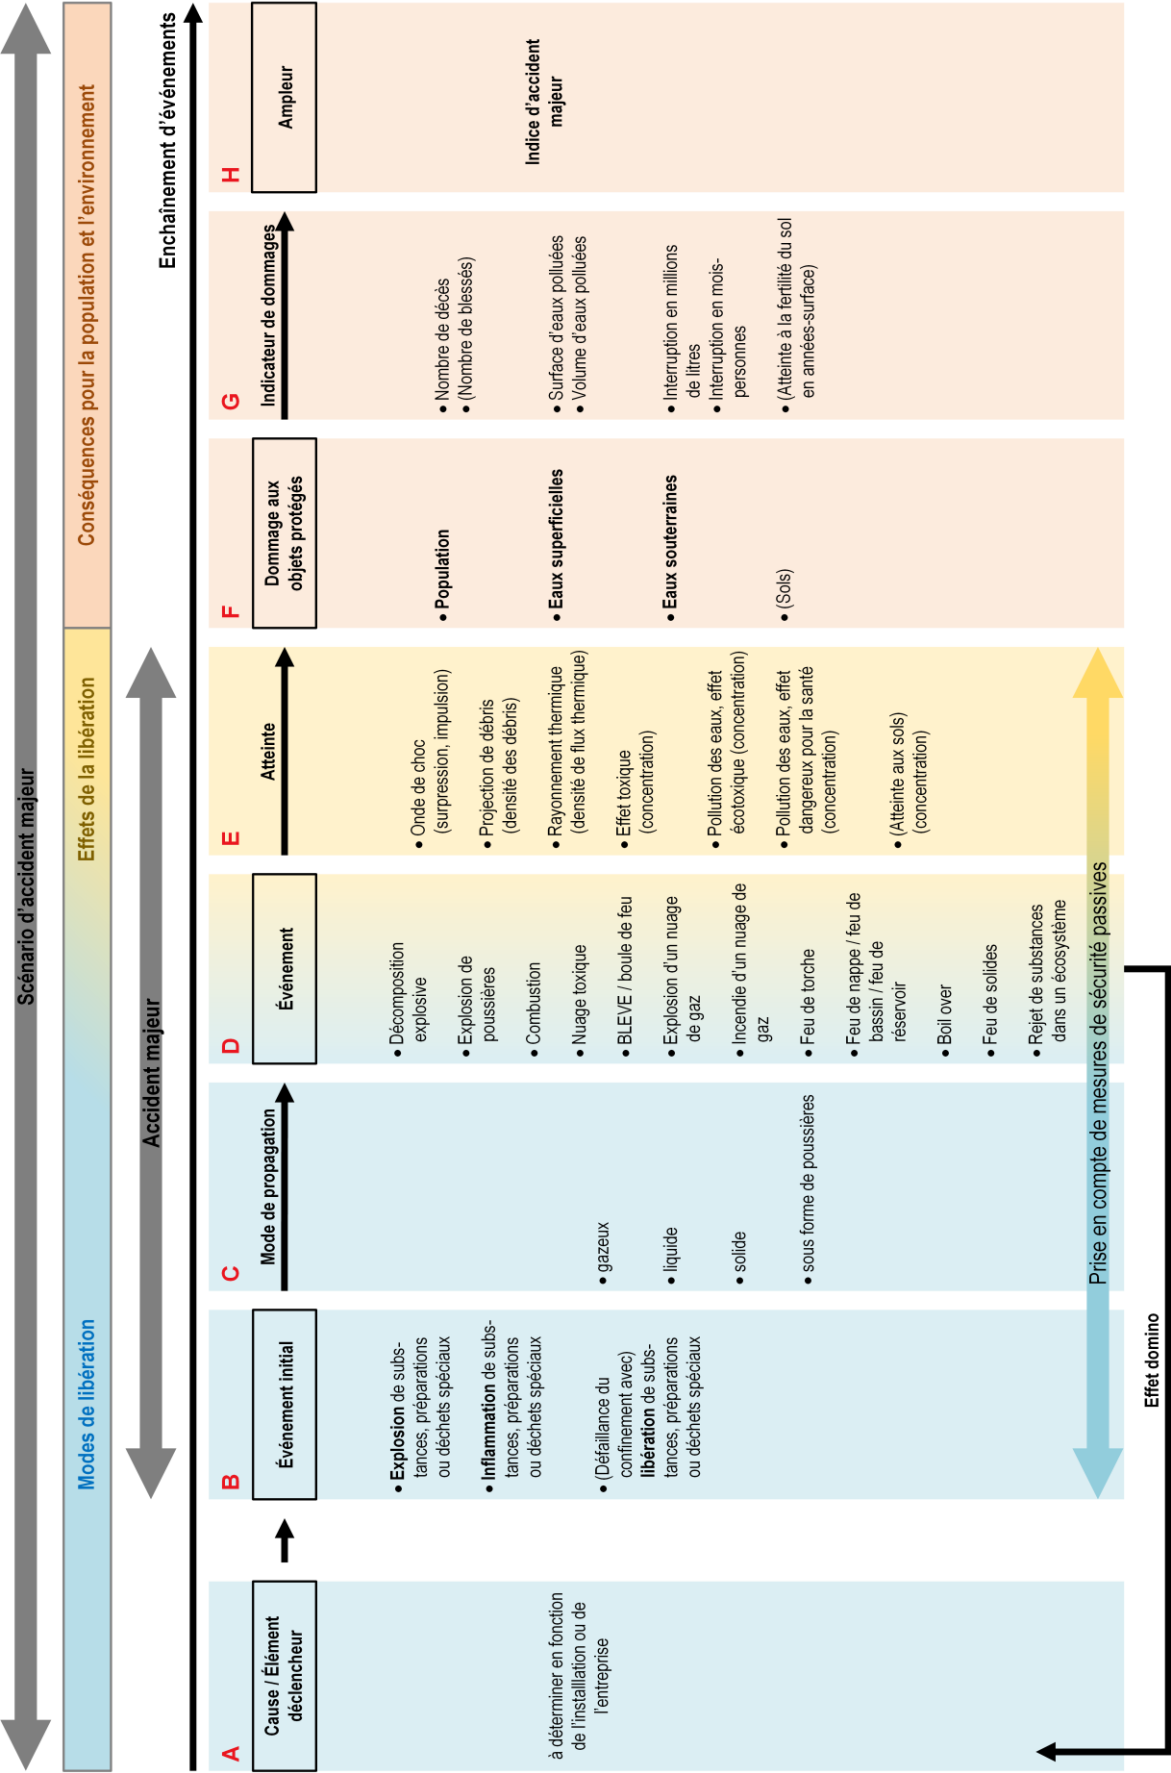 Scénario d'accident majeur
Modes de libération
Effets de la libération
Conséquences pour la population et l'environnement
Accident majeur
Enchaînement d'événements
A
Cause / Élément
déclencheur
à déterminer en fonction
de l'installlation ou de
l'entreprise
B
Événement initial
• Explosion de subs-
tances, préparations
ou déchets spéciaux
• Inflammation de subs-
tances, préparations
ou déchets spéciaux
• (Défaillance du
confinement avec)
libération de subs-
tances, préparations
ou déchets spéciaux
C
Mode de propagation
• gazeux
• liquide
• solide
• sous forme de poussières
D
Événement
• Décomposition
explosive
• Explosion de
poussières
• Combustion
• Nuage toxique
• BLEVE / boule de feu
• Explosion d'un nuage
de gaz
• Incendie d'un nuage de
gaz
• Feu de torche
• Feu de nappe / feu de
bassin / feu de
réservoir
• Boil over
• Feu de solides
• Rejet de substances
dans un écosystème
E
Atteinte
• Onde de choc
(surpression, impulsion)
• Projection de débris
(densité des débris)
• Rayonnement thermique
(densité de flux thermique)
• Effet toxique
(concentration)
• Pollution des eaux, effet
écotoxique (concentration)
• Pollution des eaux, effet
dangereux pour la santé
(concentration)
• (Atteinte aux sols)
(concentration)
F
Dommage aux
objets protégés
• Population
• Eaux superficielles
• Eaux souterraines
• (Sols)
G
Indicateur de dommages
• Nombre de décès
• (Nombre de blessés)
• Surface d'eaux polluées
• Volume d'eaux polluées
• Interruption en millions
de litres
• Interruption en mois-
personnes
• (Atteinte à la fertilité du sol
en années-surface)
H
Ampleur
Indice d'accident
majeur
Prise en compte de mesures de sécurité passives
Effet domino